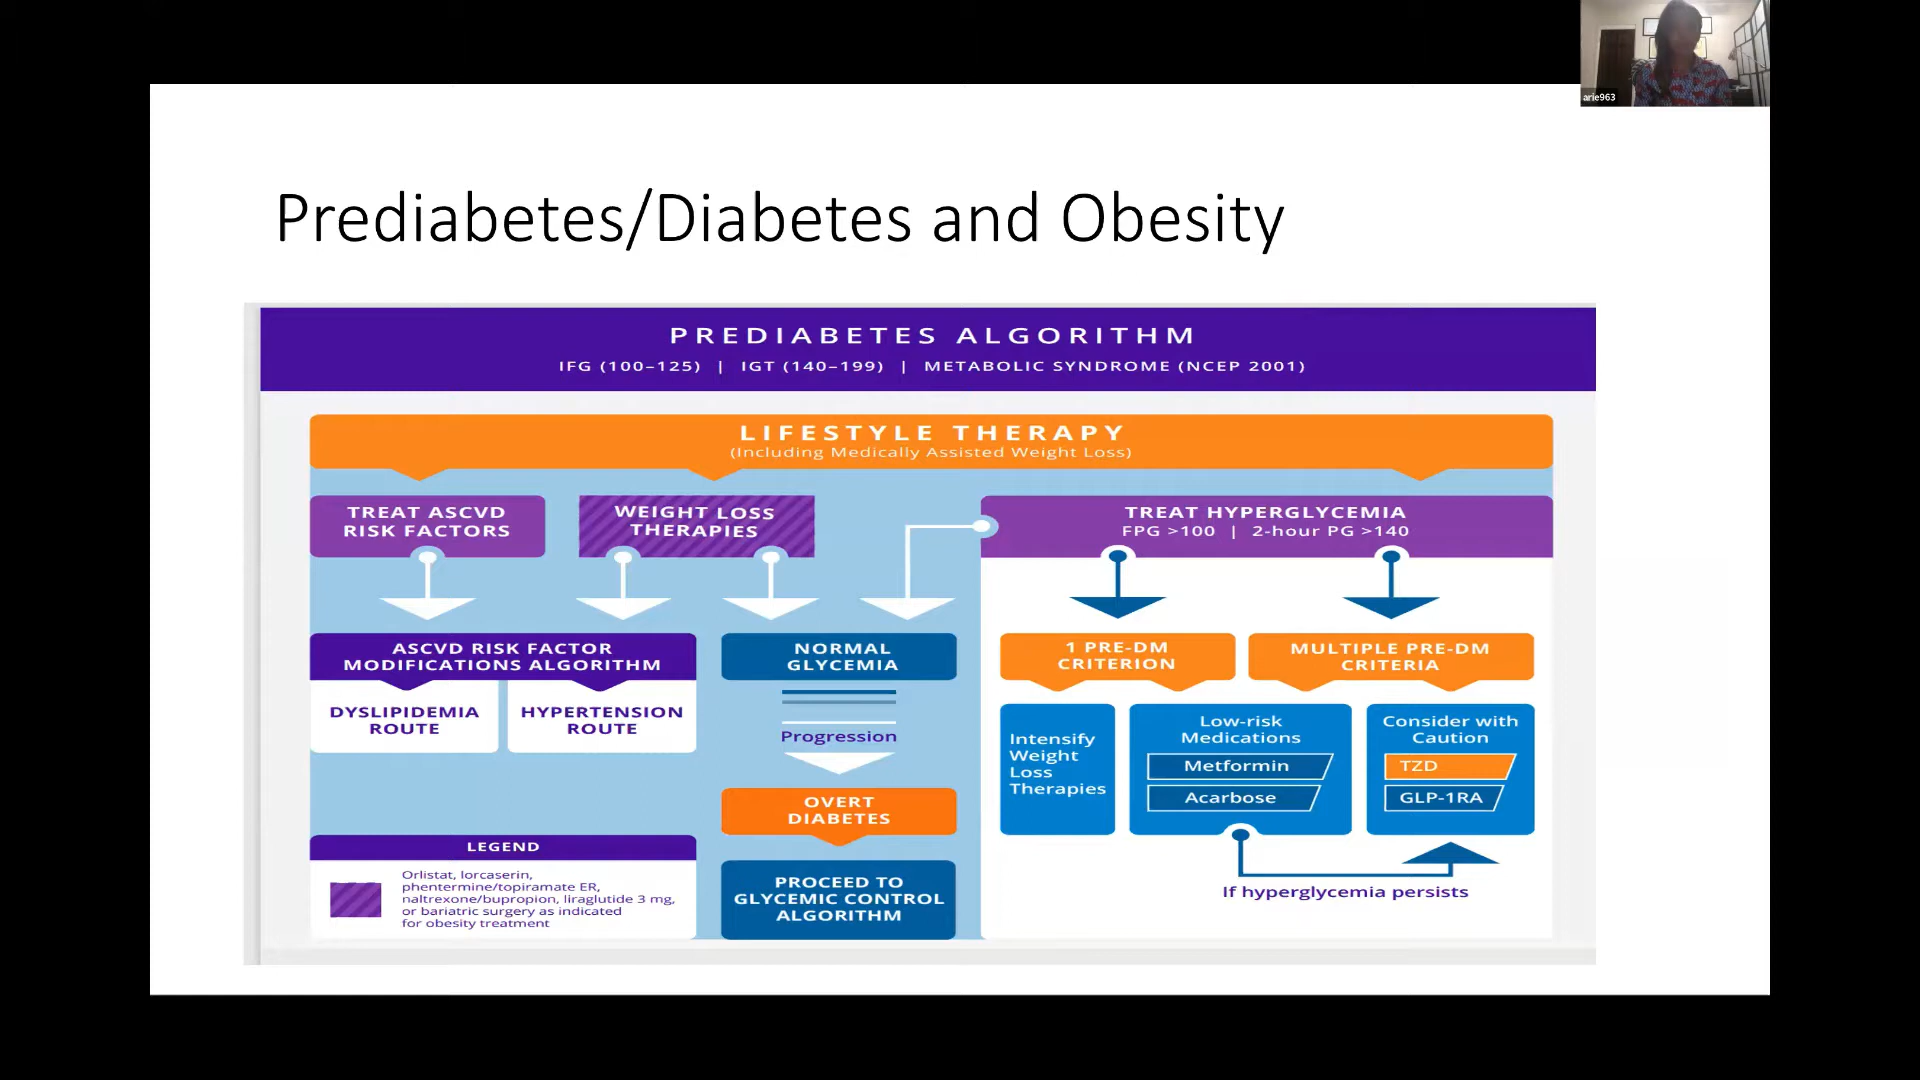 arie963
Prediabetes/Diabetes and Obesity
PREDIABETES ALGORITHM
IFG (100–125) | IGT (140–199) | METABOLIC SYNDROME (NCEP 2001)
LIFESTYLE THERAPY
(Including Medically Assisted Weight Loss)
TREAT ASCVD
RISK FACTORS
WEIGHT LOSS
THERAPIES
TREAT HYPERGLYCEMIA
FPG >100 | 2-hour PG >140
ASCVD RISK FACTOR
MODIFICATIONS ALGORITHM
DYSLIPIDEMIA
ROUTE
HYPERTENSION
ROUTE
NORMAL
GLYCEMIA
Progression
OVERT
DIABETES
PROCEED TO
GLYCEMIC CONTROL
ALGORITHM
1 PRE-DM
CRITERION
MULTIPLE PRE-DM
CRITERIA
Intensify
Weight
Loss
Therapies
Low-risk
Medications
Metformin
Acarbose
Consider with
Caution
TZD
GLP-1RA
If hyperglycemia persists
LEGEND
Orlistat, lorcaserin,
phentermine/topiramate ER,
naltrexone/bupropion, liraglutide 3 mg,
or bariatric surgery as indicated
for obesity treatment